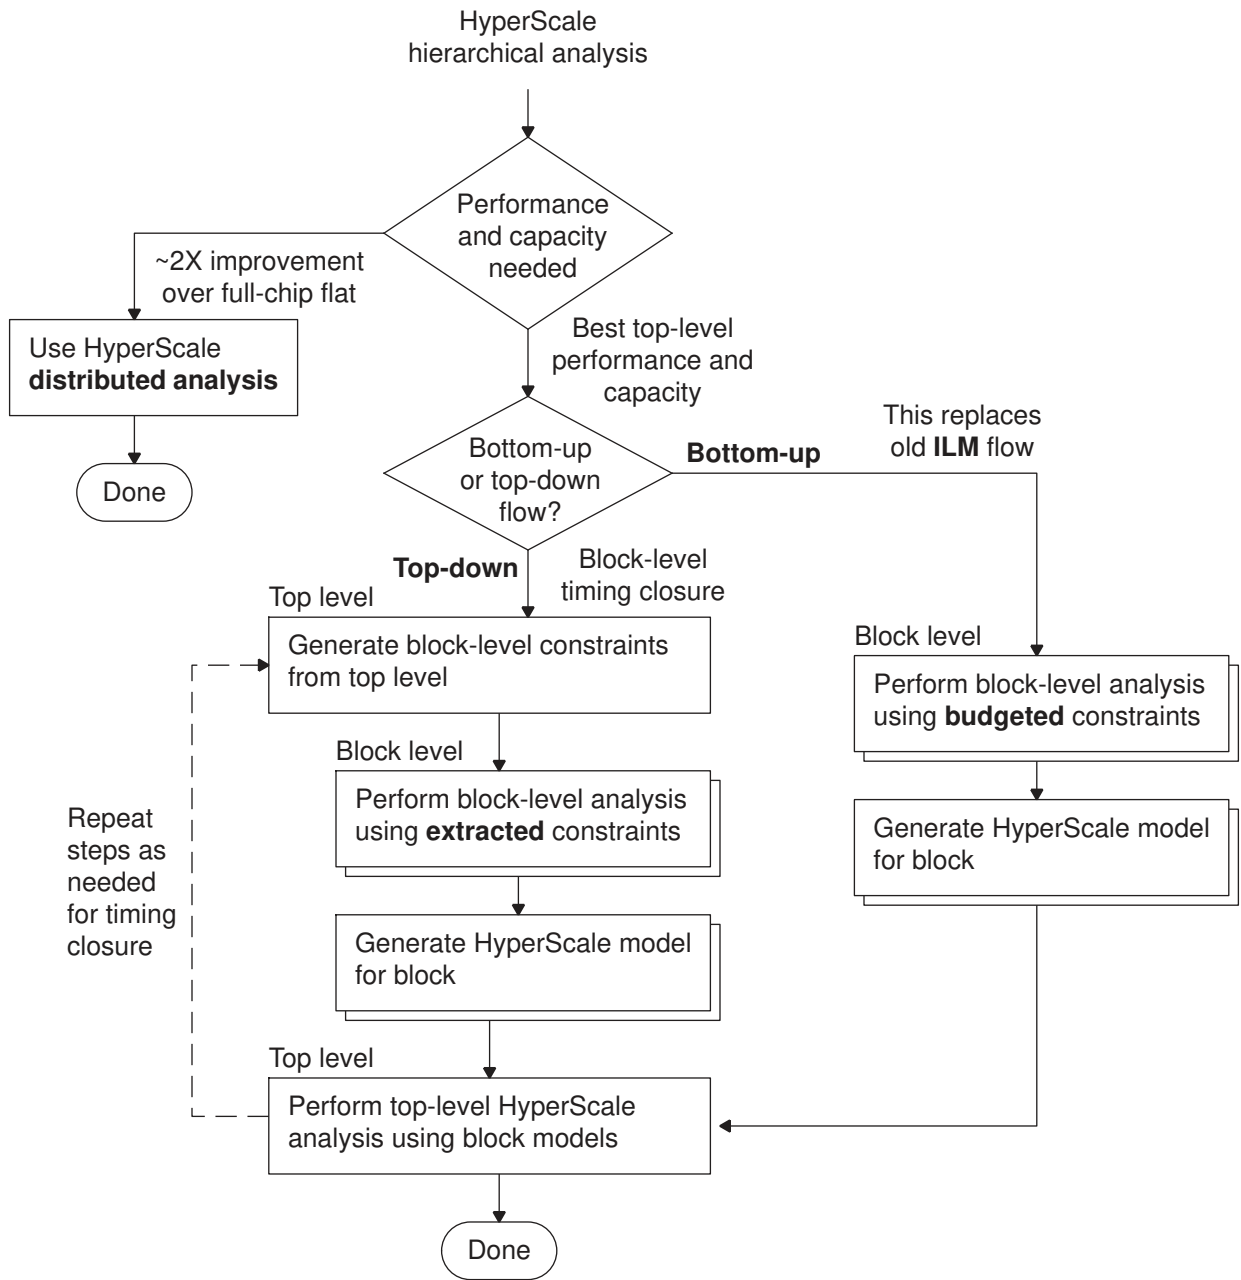 HyperScale
hierarchical analysis
Performance
and capacity
needed
~2X improvement
over full-chip flat
Use HyperScale
distributed analysis
Done
Best top-level
performance and
capacity
Bottom-up
or top-down
flow?
Bottom-up
This replaces
old ILM flow
Top-down
Block-level
timing closure
Top level
Generate block-level constraints
from top level
Block level
Perform block-level analysis
using extracted constraints
Generate HyperScale model
for block
Repeat
steps as
needed
for timing
closure
Block level
Perform block-level analysis
using budgeted constraints
Generate HyperScale model
for block
Top level
Perform top-level HyperScale
analysis using block models
Done